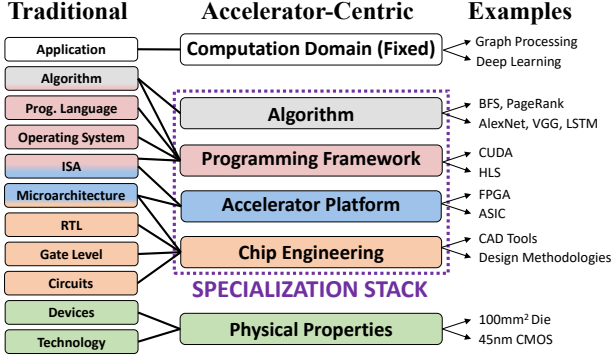 Traditional
Accelerator-Centric
Examples
Application
Algorithm
Prog. Language
Operating System
ISA
Microarchitecture
RTL
Gate Level
Circuits
Devices
Technology
Computation Domain (Fixed)
Algorithm
Programming Framework
Accelerator Platform
Chip Engineering
SPECIALIZATION STACK
Physical Properties
Graph Processing
Deep Learning
BFS, PageRank
AlexNet, VGG, LSTM
CUDA
HLS
FPGA
ASIC
CAD Tools
Design Methodologies
100mm² Die
45nm CMOS